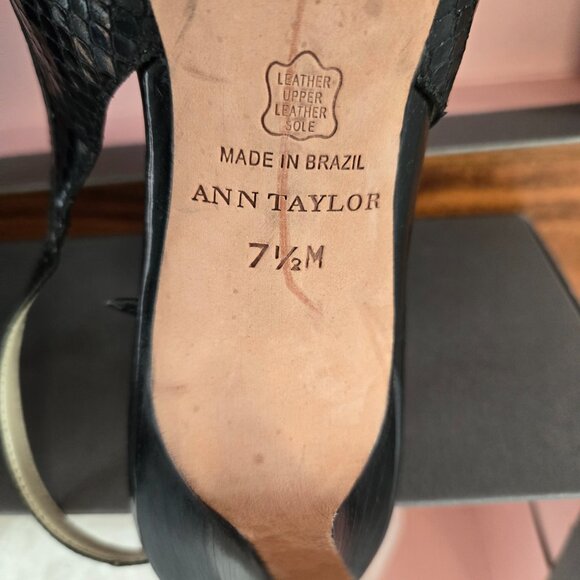 LEATHER
UPPER
LEATHER
SOLE
MADE IN BRAZIL
ANN TAYLOR
7½M